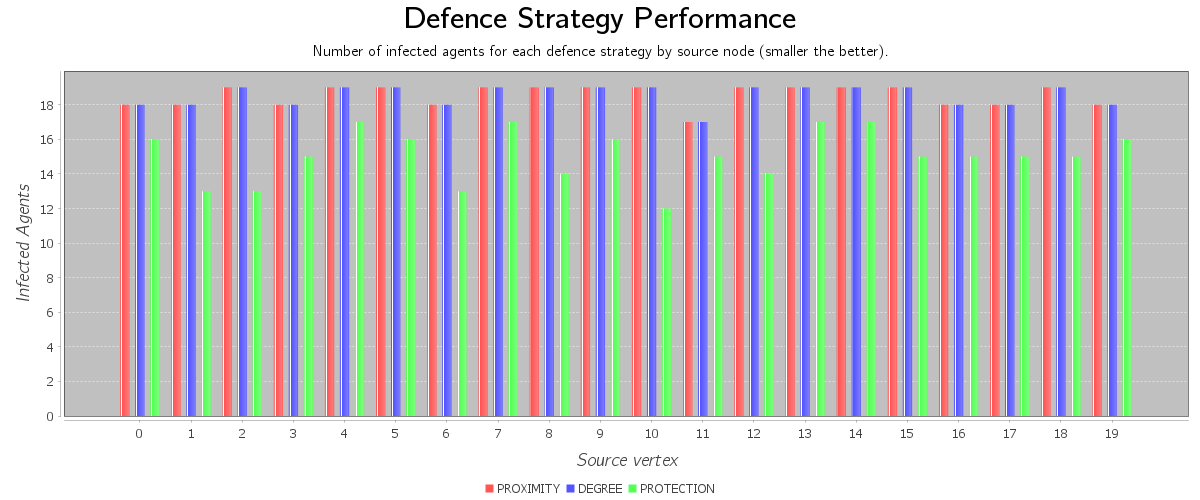 Defence Strategy Performance
Number of infected agents for each defence strategy by source node (smaller the better).
18
16
14
12
10
8
6
4
2
0
Infected Agents
0 1 2 3 4 5 6 7 8 9 10 11 12 13 14 15 16 17 18 19
Source vertex
PROXIMITY DEGREE PROTECTION